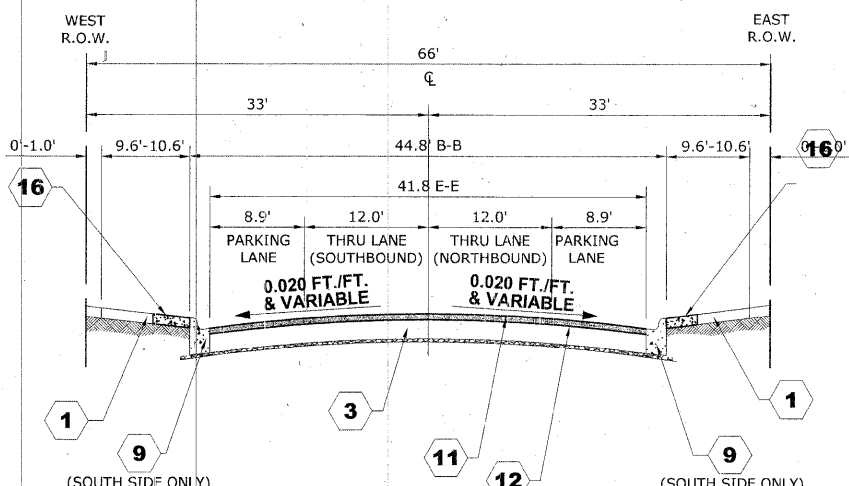 WEST
R.O.W.
EAST
R.O.W.
66'
℄
33'
33'
0'-1.0'
9.6'-10.6'
44.8' B-B
9.6'-10.6'
16
16
41.8 E-E
8.9'
12.0'
12.0'
8.9'
PARKING
LANE
THRU LANE
(SOUTHBOUND)
THRU LANE
(NORTHBOUND)
PARKING
LANE
0.020 FT./FT.
& VARIABLE
0.020 FT./FT.
& VARIABLE
1
9
3
11
12
9
1
(SOUTH SIDE ONLY)
(SOUTH SIDE ONLY)